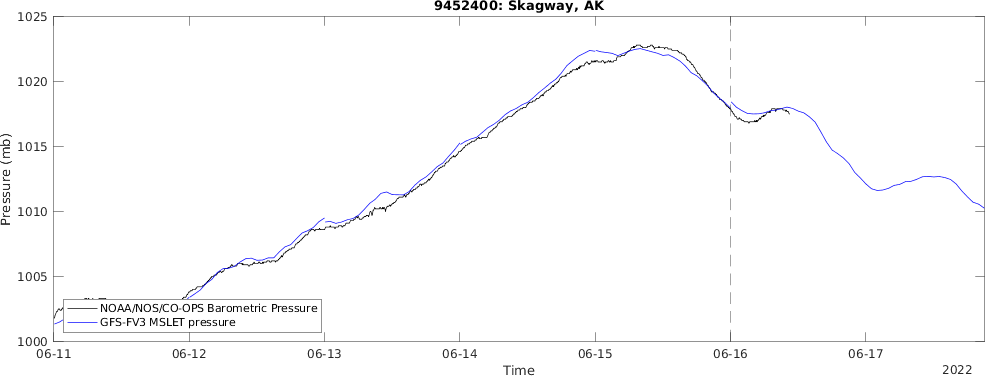 9452400: Skagway, AK
1025
1020
1015
1010
1005
1000
Pressure (mb)
NOAA/NOS/CO-OPS Barometric Pressure
GFS-FV3 MSLET pressure
06-11 06-12 06-13 06-14 06-15 06-16 06-17
Time
2022